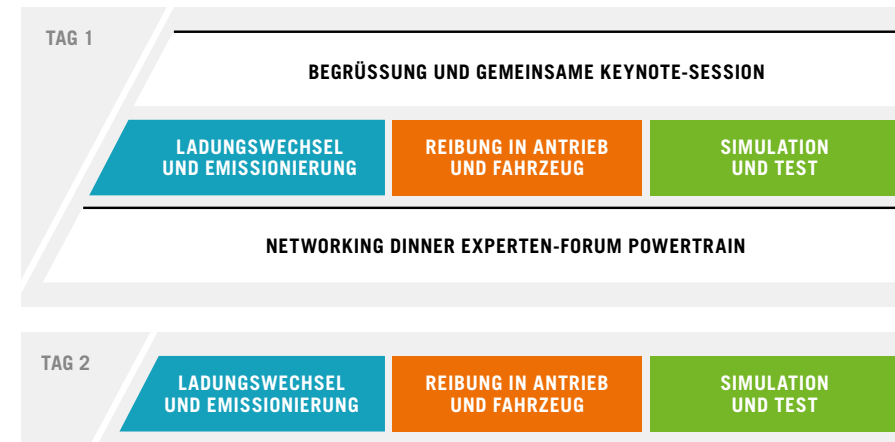 TAG 1
BEGRÜSSUNG UND GEMEINSAME KEYNOTE-SESSION
LADUNGSWECHSEL
UND EMISSIONIERUNG
REIBUNG IN ANTRIEB
UND FAHRZEUG
SIMULATION
UND TEST
NETWORKING DINNER EXPERTEN-FORUM POWERTRAIN
TAG 2
LADUNGSWECHSEL
UND EMISSIONIERUNG
REIBUNG IN ANTRIEB
UND FAHRZEUG
SIMULATION
UND TEST